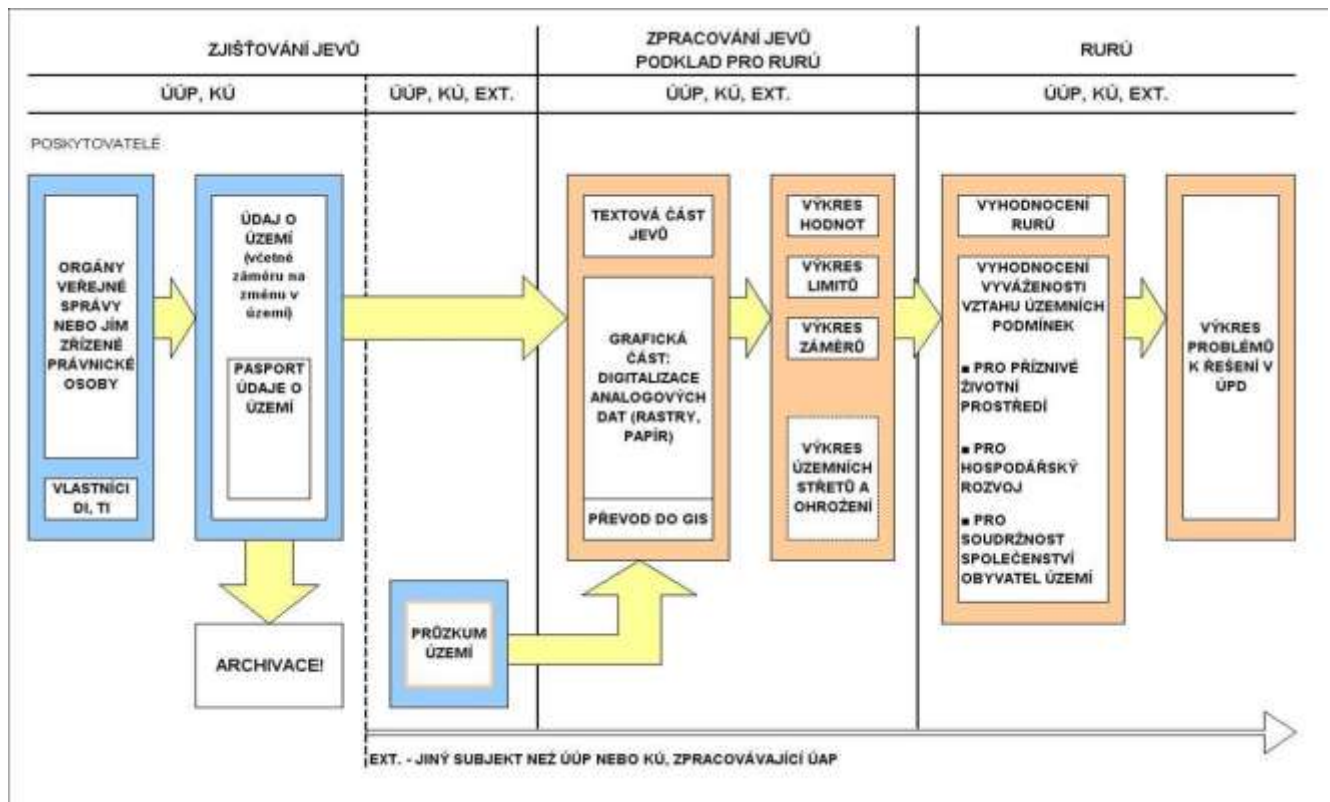 ZJIŠŤOVÁNÍ JEVŮ
ZPRACOVÁNÍ JEVŮ
PODKLAD PRO RURÚ
RURÚ
ÚÚP, KÚ
ÚÚP, KÚ, EXT.
ÚÚP, KÚ, EXT.
ÚÚP, KÚ, EXT.
POSKYTOVATELÉ
ORGÁNY
VEŘEJNÉ
SPRÁVY
NEBO JÍM
ZŘÍZENÉ
PRÁVNICKÉ
OSOBY
VLASTNÍCI
DI, TI
ÚDAJ O
ÚZEMÍ
(včetně
záměru na
změnu v
území)
PASPORT
ÚDAJE O
ÚZEMÍ
ARCHIVACE!
PRŮZKUM
ÚZEMÍ
TEXTOVÁ ČÁST
JEVŮ
GRAFICKÁ
ČÁST:
DIGITALIZACE
ANALOGOVÝCH
DAT (RASTRY,
PAPÍR)
PŘEVOD DO GIS
VÝKRES
HODNOT
VÝKRES
LIMITŮ
VÝKRES
ZÁMĚRŮ
VÝKRES
ÚZEMNÍCH
STŘETŮ A
OHROŽENÍ
VYHODNOCENÍ
RURÚ
VYHODNOCENÍ
VYVÁŽENOSTI
VZTAHU ÚZEMNÍCH
PODMÍNEK
■ PRO PŘÍZNIVÉ
ŽIVOTNÍ
PROSTŘEDÍ
■ PRO
HOSPODÁŘSKÝ
ROZVOJ
■ PRO
SOUDRŽNOST
SPOLEČENSTVÍ
OBYVATEL ÚZEMÍ
VÝKRES
PROBLÉMŮ
K ŘEŠENÍ V
ÚPD
EXT. - JINÝ SUBJEKT NEŽ ÚÚP NEBO KÚ, ZPRACOVÁVAJÍCÍ ÚAP